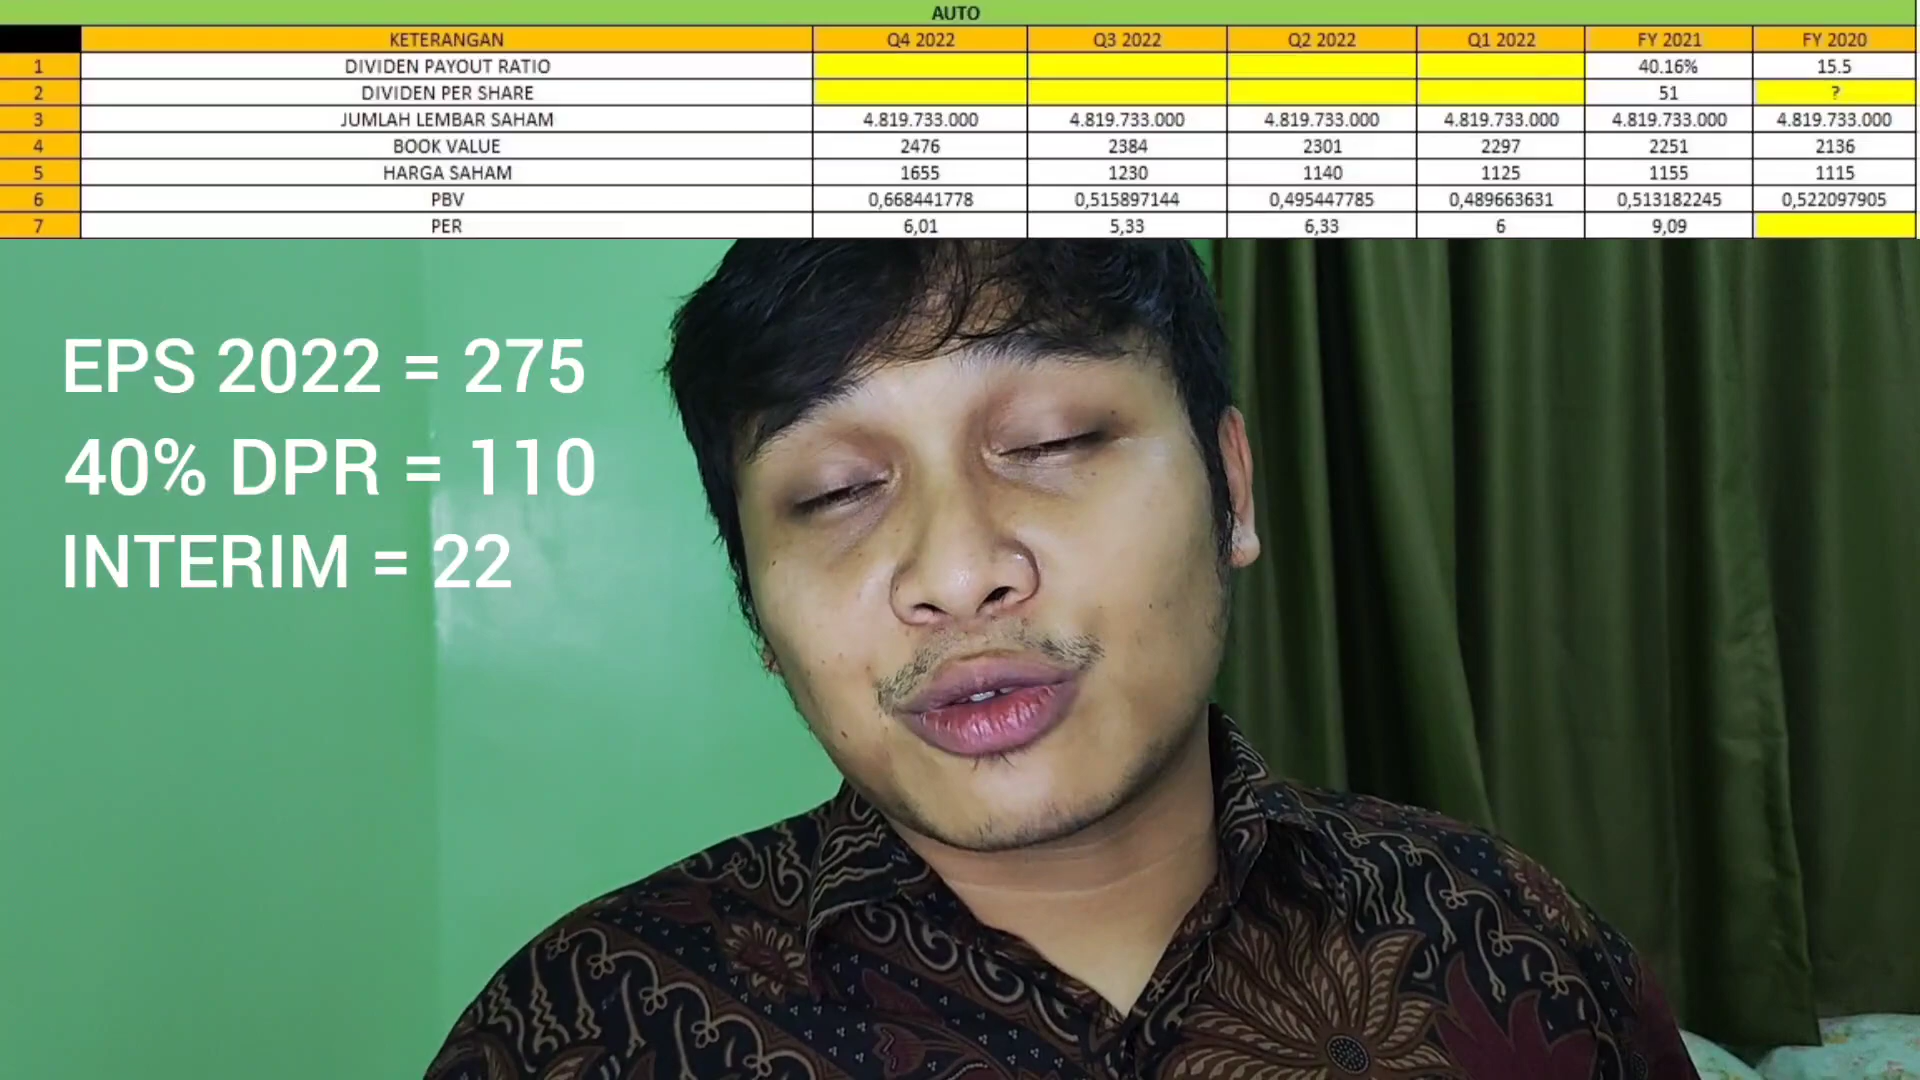 AUTO
KETERANGAN Q4 2022 Q3 2022 Q2 2022 Q1 2022 FY 2021 FY 2020
1 DIVIDEN PAYOUT RATIO 40.16% 15.5
2 DIVIDEN PER SHARE 51 ?
3 JUMLAH LEMBAR SAHAM 4.819.733.000 4.819.733.000 4.819.733.000 4.819.733.000 4.819.733.000 4.819.733.000
4 BOOK VALUE 2476 2384 2301 2297 2251 2136
5 HARGA SAHAM 1655 1230 1140 1125 1155 1115
6 PBV 0,668441778 0,515897144 0,495447785 0,489663631 0,513182245 0,522097905
7 PER 6,01 5,33 6,33 6 9,09
EPS 2022 = 275
40% DPR = 110
INTERIM = 22